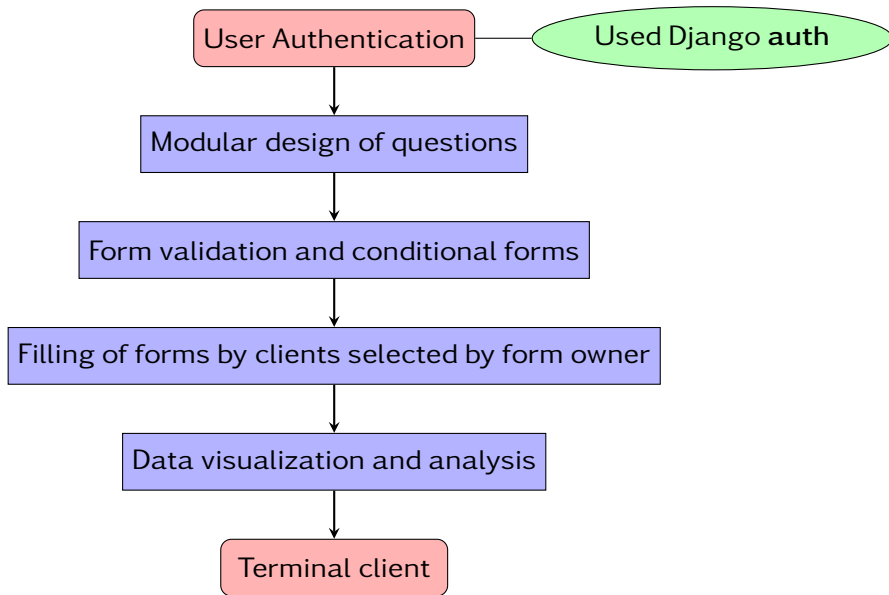 User Authentication
Used Django auth
Modular design of questions
Form validation and conditional forms
Filling of forms by clients selected by form owner
Data visualization and analysis
Terminal client